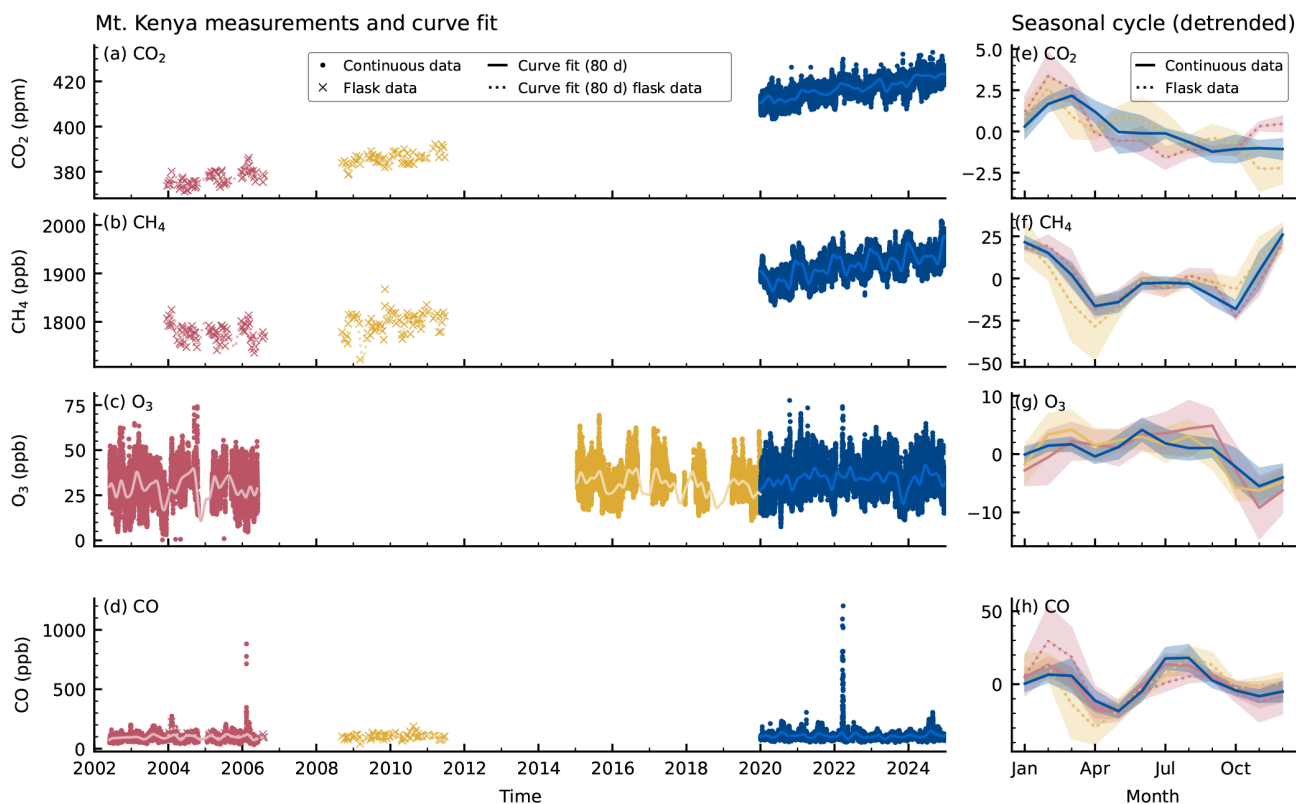 Mt. Kenya measurements and curve fit
Seasonal cycle (detrended)
(a) CO₂
Continuous data
Flask data
Curve fit (80 d)
Curve fit (80 d) flask data
CO₂ (ppm)
420
400
380
(e) CO₂
Continuous data
Flask data
5.0
2.5
0.0
−2.5
(b) CH₄
CH₄ (ppb)
2000
1900
1800
(f) CH₄
25
0
−25
−50
(c) O₃
O₃ (ppb)
75
50
25
0
(g) O₃
10
0
−10
(d) CO
CO (ppb)
1000
500
0
(h) CO
50
0
2002 2004 2006 2008 2010 2012 2014 2016 2018 2020 2022 2024
Time
Jan Apr Jul Oct
Month